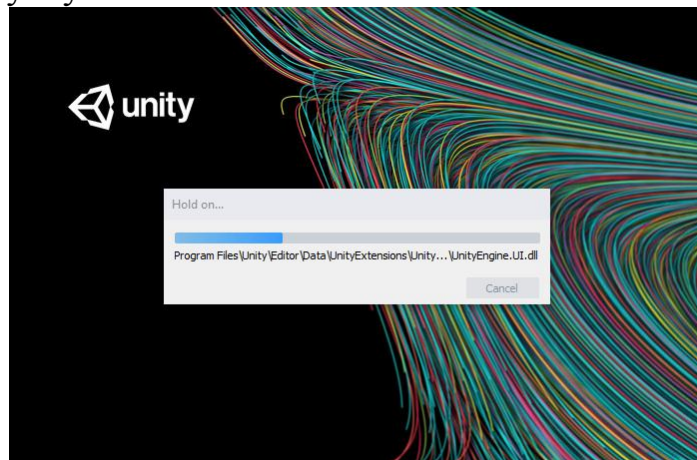 unity
Hold on...
Program Files\Unity\Editor\Data\UnityExtensions\Unity...\UnityEngine.UI.dll
Cancel